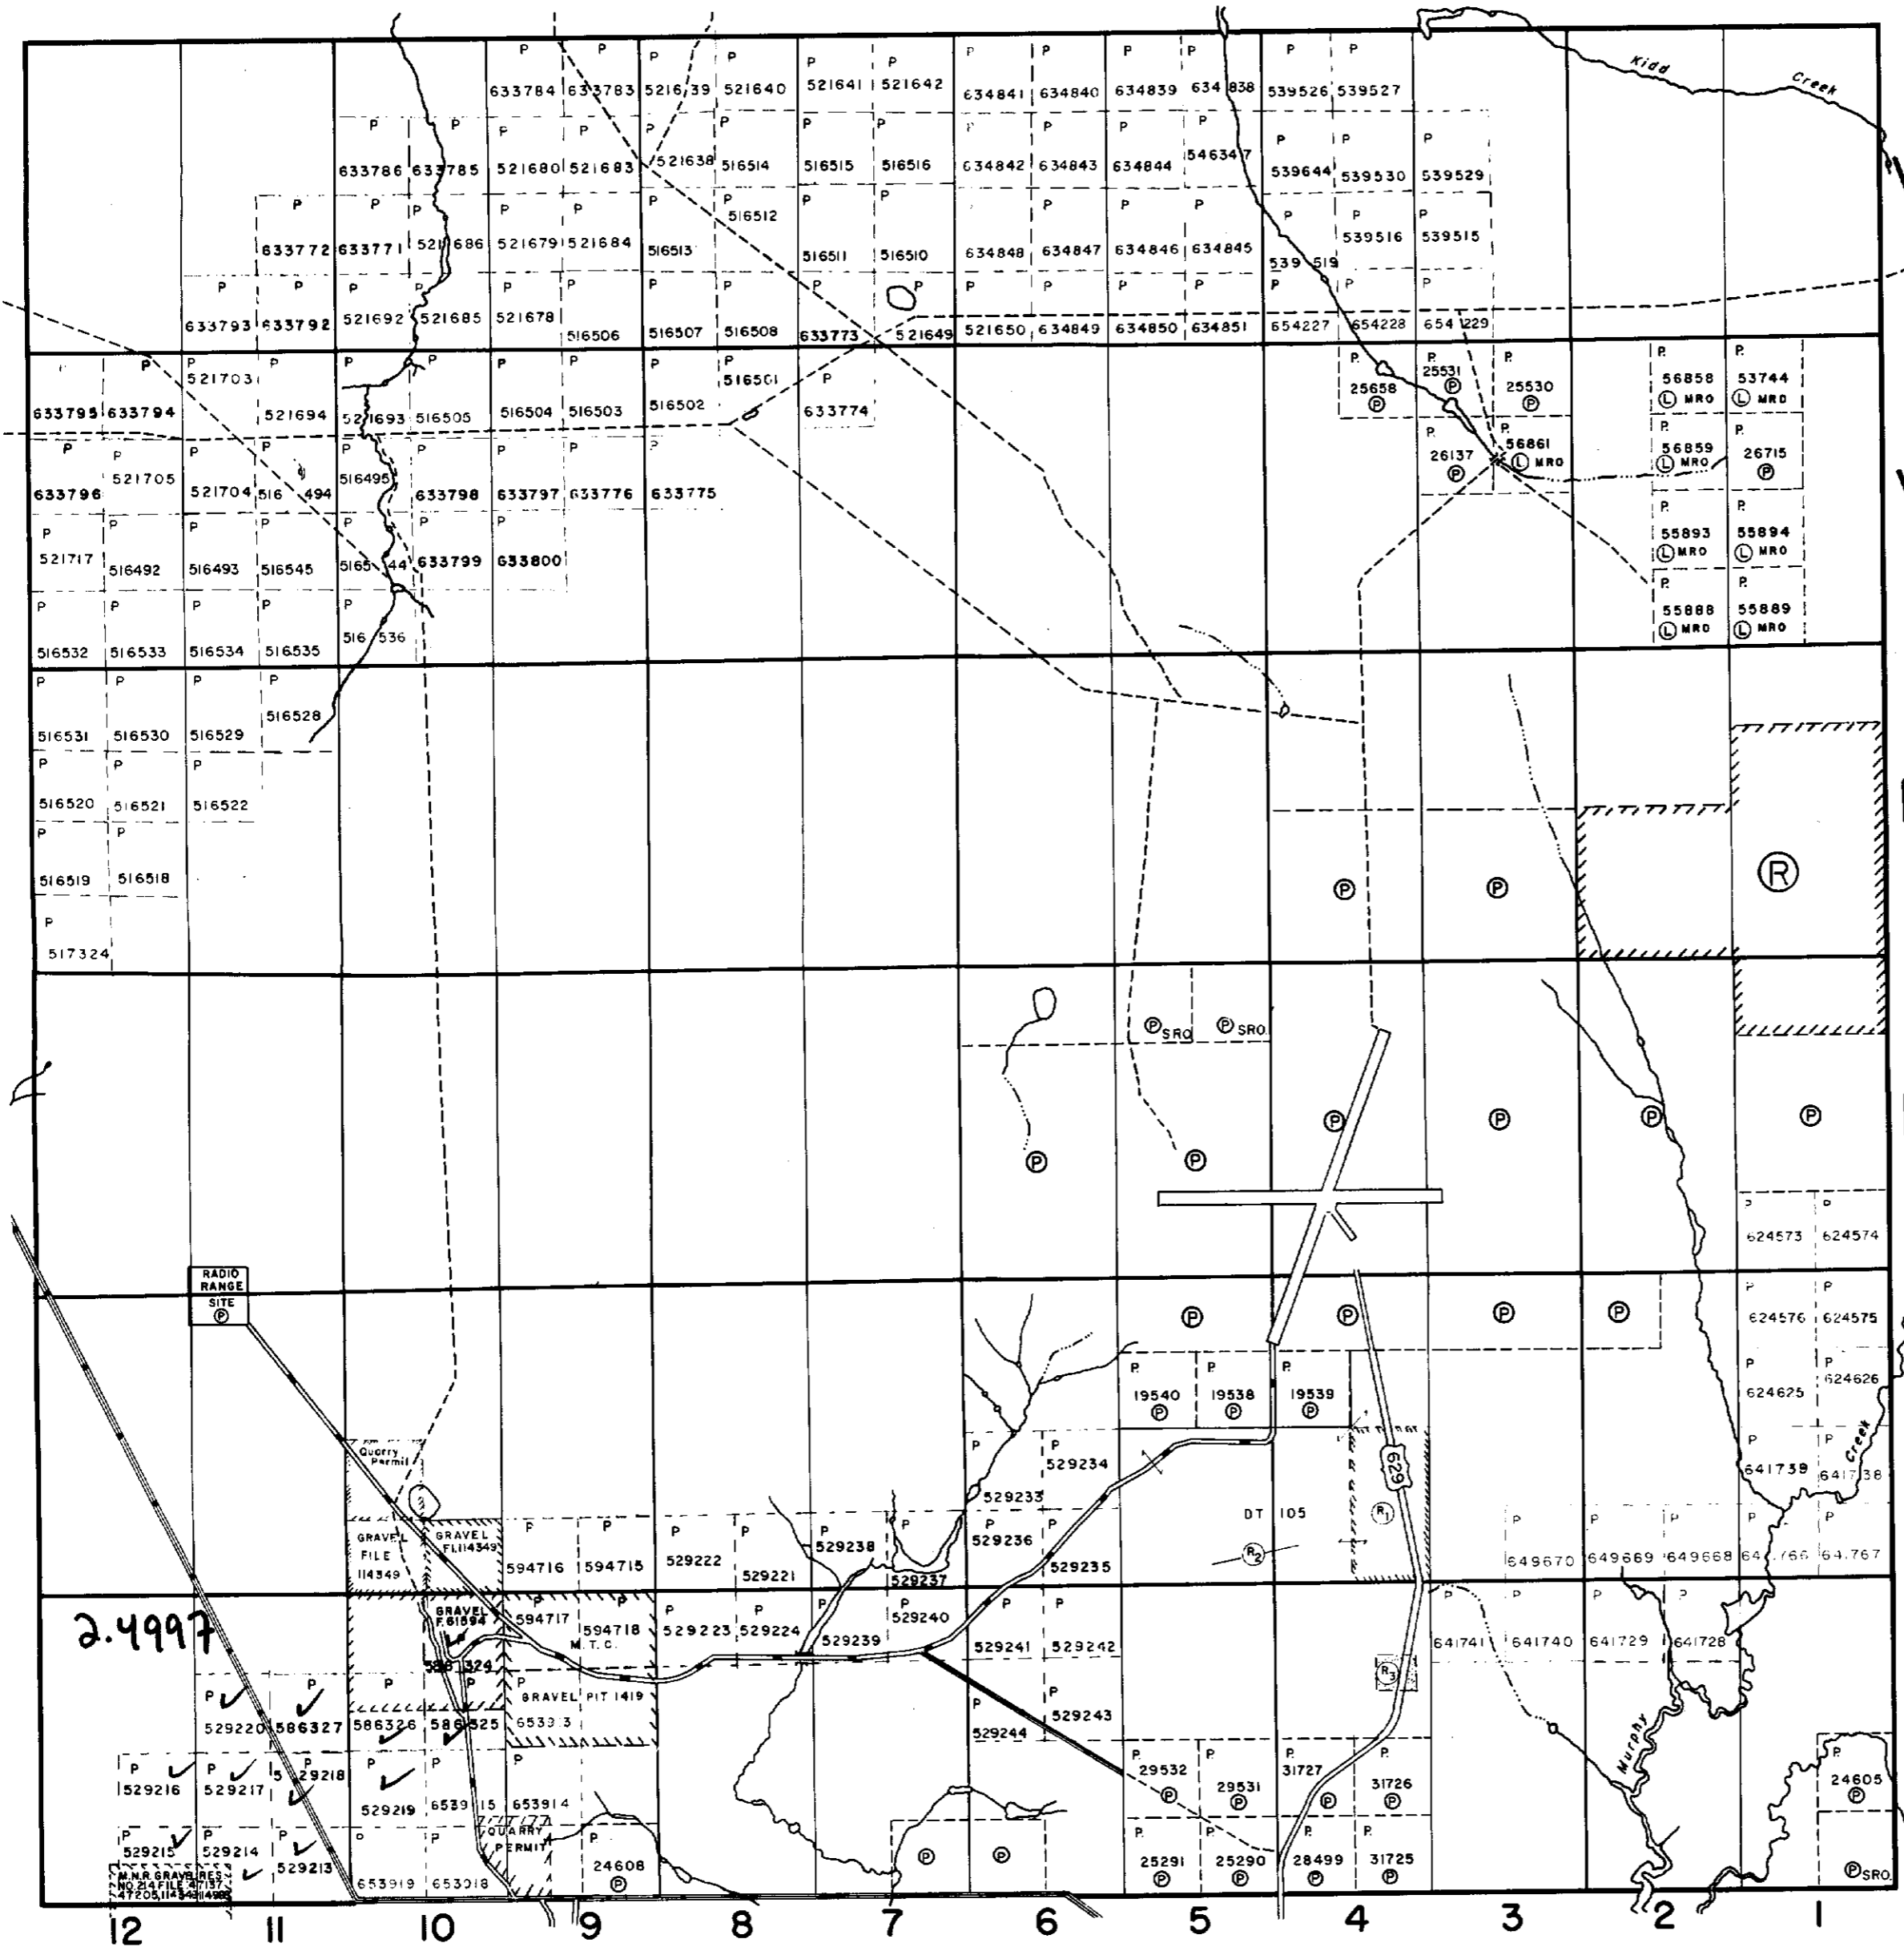 Kidd Creek
P P P P P P P P P P P P
633784 633783 521639 521640 521641 521642 634841 634840 634839 634838 539526 539527
P P P P P P P P P P P P P P P
633786 633785 521680 521683 521638 516514 516515 516516 634842 634843 634844 546347 539644 539530 539529
P P P P P P P P P P P P P P
633772 633771 521686 521679 521684 516513 516512 516511 516510 634848 634847 634846 634845 539519 539516 539515
P P P P P P P P P P P P P P P P P
633793 633792 521692 521685 521678 516506 516507 516508 633773 521649 521650 634849 634850 634851 654227 654228 654229
P P P P P P P P P P P P P P P
633795 633794 521703 521694 521693 516505 516504 516503 516502 516501 633774 25658 25531 25530 56858 53744
P P P L MRO L MRO
633796 521705 521704 516494 516495 633798 633797 633776 633775 26137 56861 56859 26715
P L MRO L MRO P
521717 516492 516493 516545 516544 633799 633800 55893 55894
L MRO L MRO
516532 516533 516534 516535 516536 55888 55889
L MRO L MRO
P P P P
516531 516530 516529 516528
P P P
516520 516521 516522
P P
516519 516518
P P R
P
517324
P SRO P SRO
P P P P
P P
P P
624573 624574
RADIO
RANGE
SITE
P
P P P P
P P
624576 624575
P P P
19540 19538 19539
P P P
P P
624625 624626
Quarry
Permit
P P
529233 529234
629
P P
641739 641738
Creek
GRAVEL
FILE
114349
GRAVEL
FL114349
P P P P P P P P
594716 594715 529222 529221 529238 529237 529236 529235
DT 105
R1
R2
P P P P P
649670 649669 649668
2.4997
GRAVEL
F.61894
P P P P P P P P
594717 594718 529223 529224 529239 529240 529241 529242
M.T.C.
P P P P
641741 641740 641729 641728
R3
P P P P
529220 586327 586326 586325
GRAVEL PIT 1419
P P
529244 529243
Murphy
P P P
529216 529217 529218 529219 653915 653914
P P P P
29532 29531 31727 31726
P P P P
P
24605
P
P P P P P
529215 529214 529213 653919 653918
QUARRY
PERMIT
P
24608
P
P P
P P P P
25291 25290 28499 31725
P P P P
P SRO
M.N.R. GRAVEL RES.
12 11 10 9 8 7 6 5 4 3 2 1